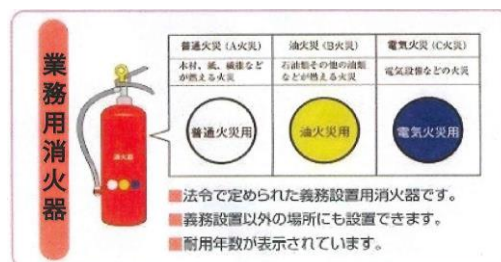 業務用消火器
普通火災(A火災)
木材、紙、繊維など
が燃える火災
普通火災用
油火災(B火災)
石油類その他の油類
などが燃える火災
油火災用
電気火災(C火災)
電気設備などの火災
電気火災用
消火器
■法令で定められた義務設置用消火器です。
■義務設置以外の場所にも設置できます。
■耐用年数が表示されています。